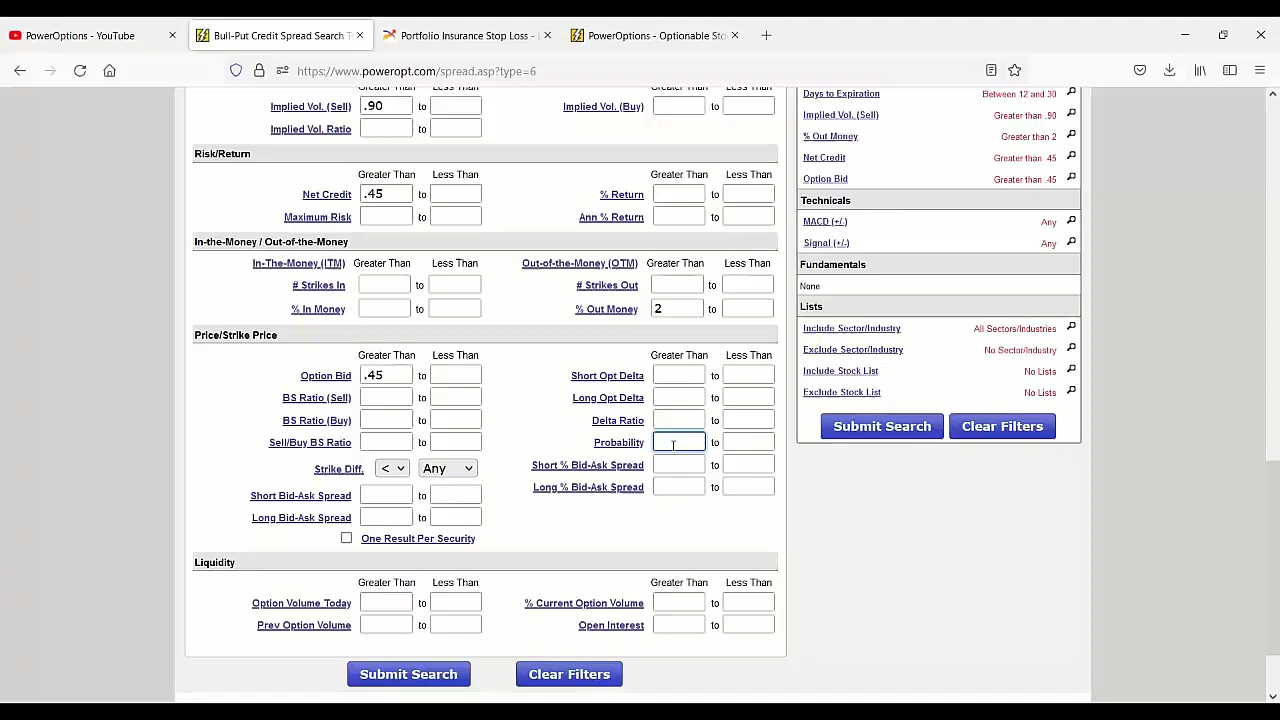 PowerOptions - YouTube
Bull-Put Credit Spread Search T
Portfolio Insurance Stop Loss -
PowerOptions - Optionable Sto
https://www.poweropt.com/spread.asp?type=6
Greater Than Less Than Greater Than Less Than
Implied Vol. (Sell) .90 to Implied Vol. (Buy) to
Implied Vol. Ratio to
Risk/Return
Greater Than Less Than Greater Than Less Than
Net Credit .45 to % Return to
Maximum Risk to Ann % Return to
In-the-Money / Out-of-the-Money
In-The-Money (ITM) Greater Than Less Than Out-of-the-Money (OTM) Greater Than Less Than
# Strikes In to # Strikes Out to
% In Money to % Out Money 2 to
Price/Strike Price
Greater Than Less Than Greater Than Less Than
Option Bid .45 to Short Opt Delta to
BS Ratio (Sell) to Long Opt Delta to
BS Ratio (Buy) to Delta Ratio to
Sell/Buy BS Ratio to Probability to
Strike Diff. < Any Short % Bid-Ask Spread to
Short Bid-Ask Spread to Long % Bid-Ask Spread to
Long Bid-Ask Spread to
One Result Per Security
Liquidity
Greater Than Less Than Greater Than Less Than
Option Volume Today to % Current Option Volume to
Prev Option Volume to Open Interest to
Submit Search Clear Filters
Days to Expiration Between 12 and 30
Implied Vol. (Sell) Greater than .90
% Out Money Greater than 2
Net Credit Greater than .45
Option Bid Greater than .45
Technicals
MACD (+/-) Any
Signal (+/-) Any
Fundamentals
None
Lists
Include Sector/Industry All Sectors/Industries
Exclude Sector/Industry No Sector/Industry
Include Stock List No Lists
Exclude Stock List No Lists
Submit Search Clear Filters